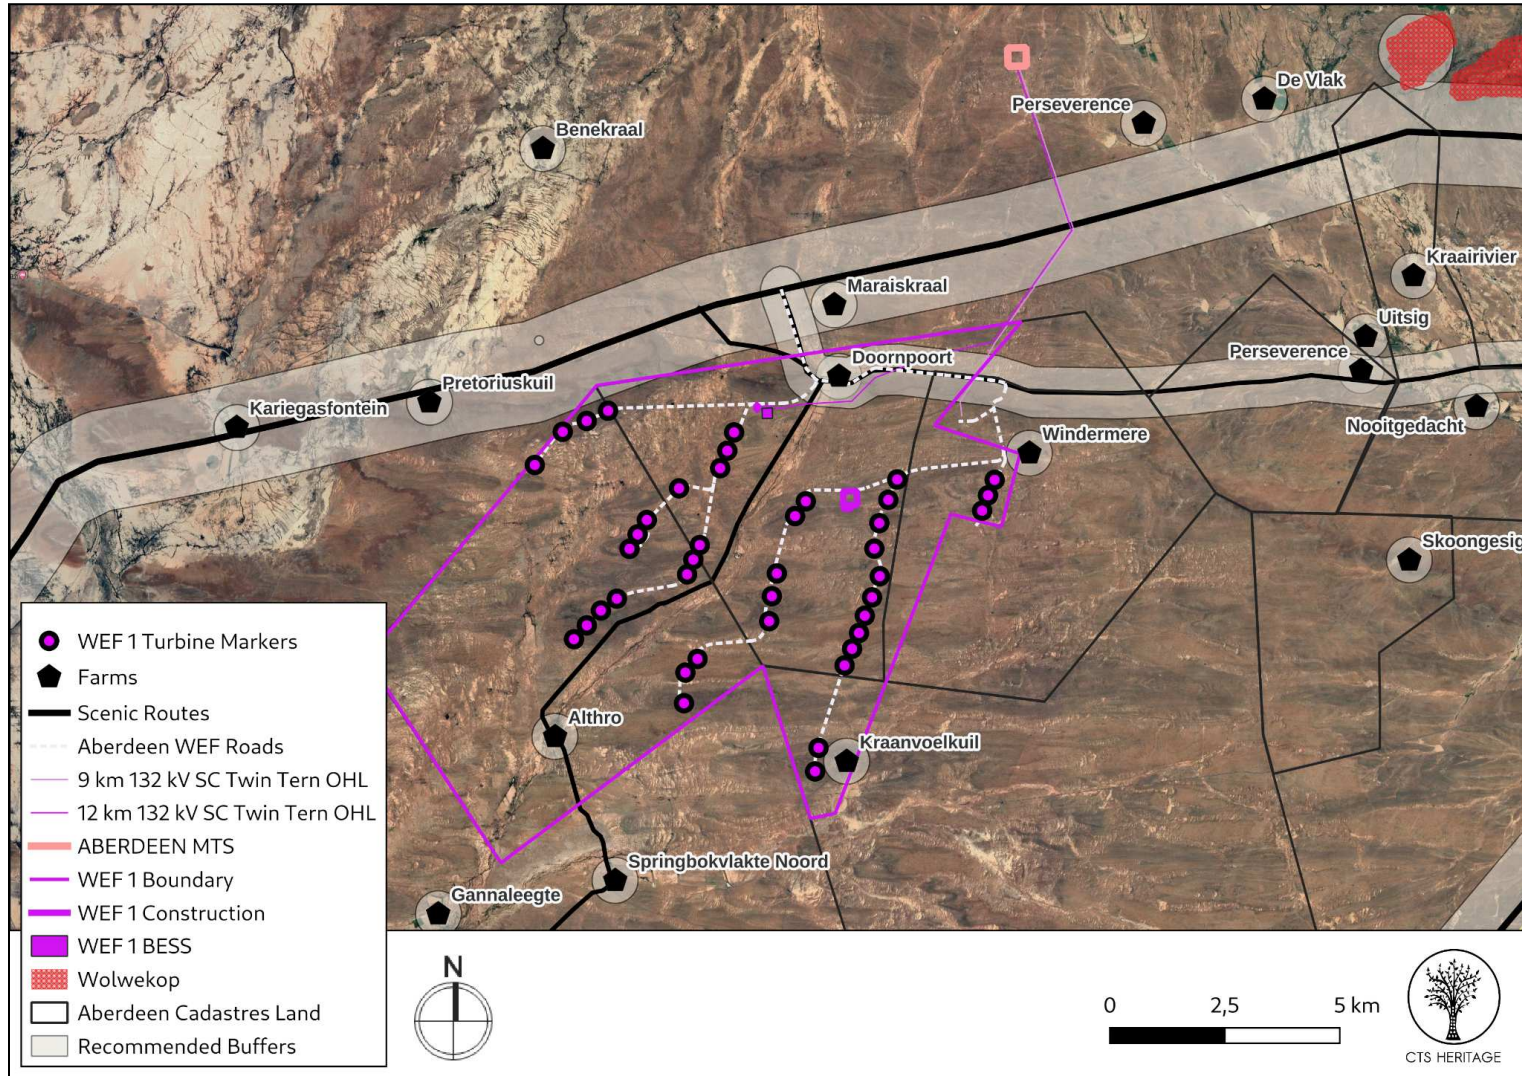 De Vlak
Perseverence
Benekraal
Kraairivier
Maraiskraal
Uitsig
Doornpoort
Perseverence
Pretoriuskuil
Kariegasfontein
Nooitgedacht
Windermere
Skoongesig
Althro
Kraanvoelkuil
Springbokvlakte Noord
Gannaleegte
WEF 1 Turbine Markers
Farms
Scenic Routes
Aberdeen WEF Roads
9 km 132 kV SC Twin Tern OHL
12 km 132 kV SC Twin Tern OHL
ABERDEEN MTS
WEF 1 Boundary
WEF 1 Construction
WEF 1 BESS
Wolwekop
Aberdeen Cadastres Land
Recommended Buffers
N
0 2,5 5 km
CTS HERITAGE